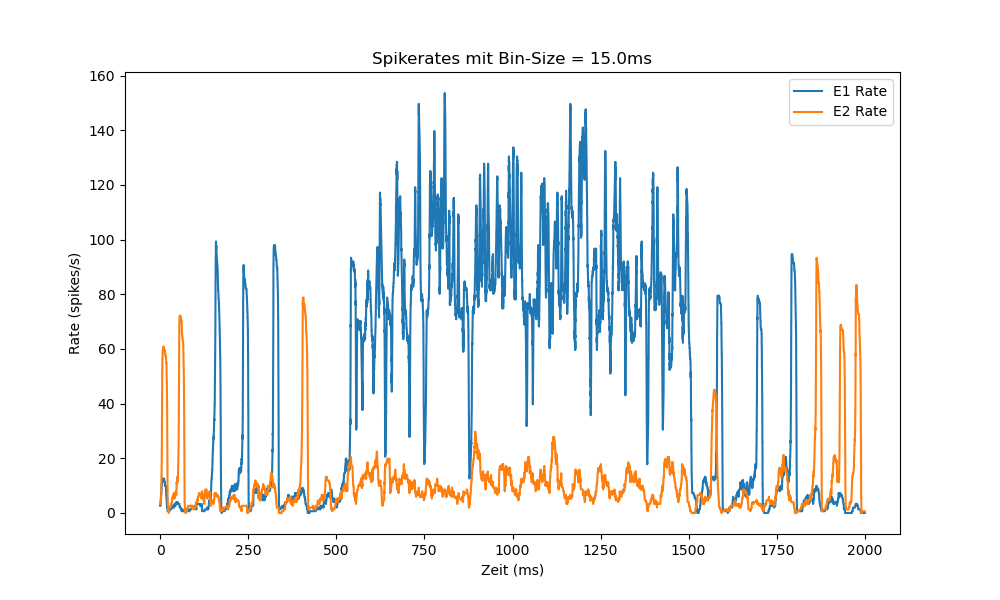 Spikerates mit Bin-Size = 15.0ms
E1 Rate
E2 Rate
Rate (spikes/s)
160
140
120
100
80
60
40
20
0
0 250 500 750 1000 1250 1500 1750 2000
Zeit (ms)